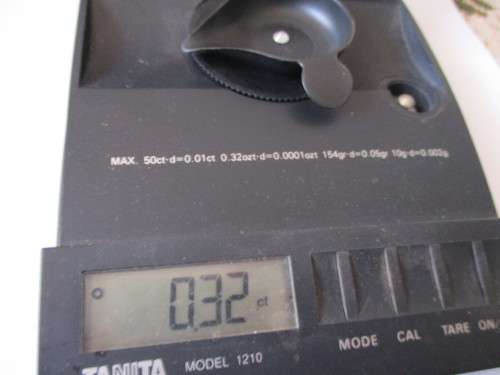 MAX. 50ct-d=0.01ct 0.32ozt-d=0.0001ozt 154gr-d=0.05gr 10g-d=0.002g
0.32 ct
MODE CAL TARE ON/
TANITA MODEL 1210